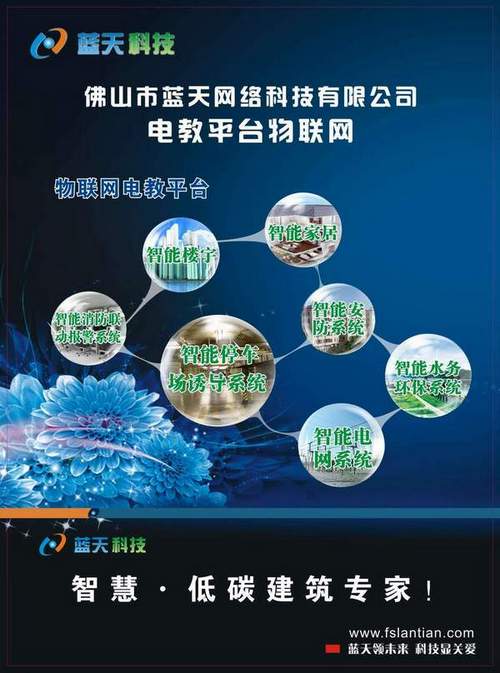 蓝天科技
佛山市蓝天网络科技有限公司
电教平台物联网
物联网电教平台
智能家居
智能楼宇
智能消防联
动报警系统
智能安
防系统
智能停车
场诱导系统
智能水务
环保系统
智能电
网系统
蓝天科技
智慧·低碳建筑专家!
www.fslantian.com
蓝天领未来 科技显关爱